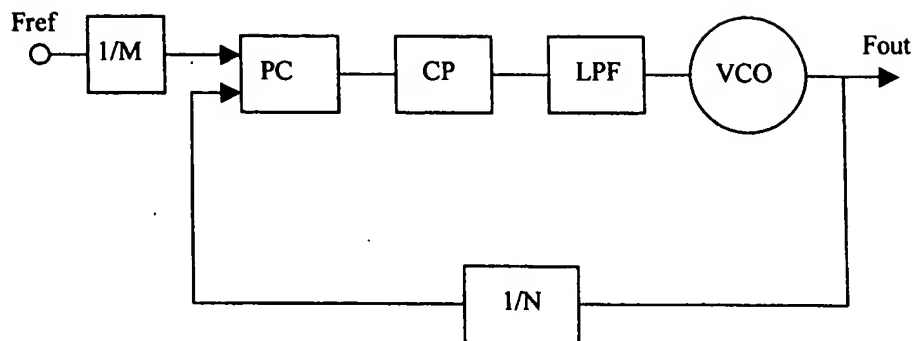 Fref
1/M
PC
CP
LPF
VCO
Fout
1/N